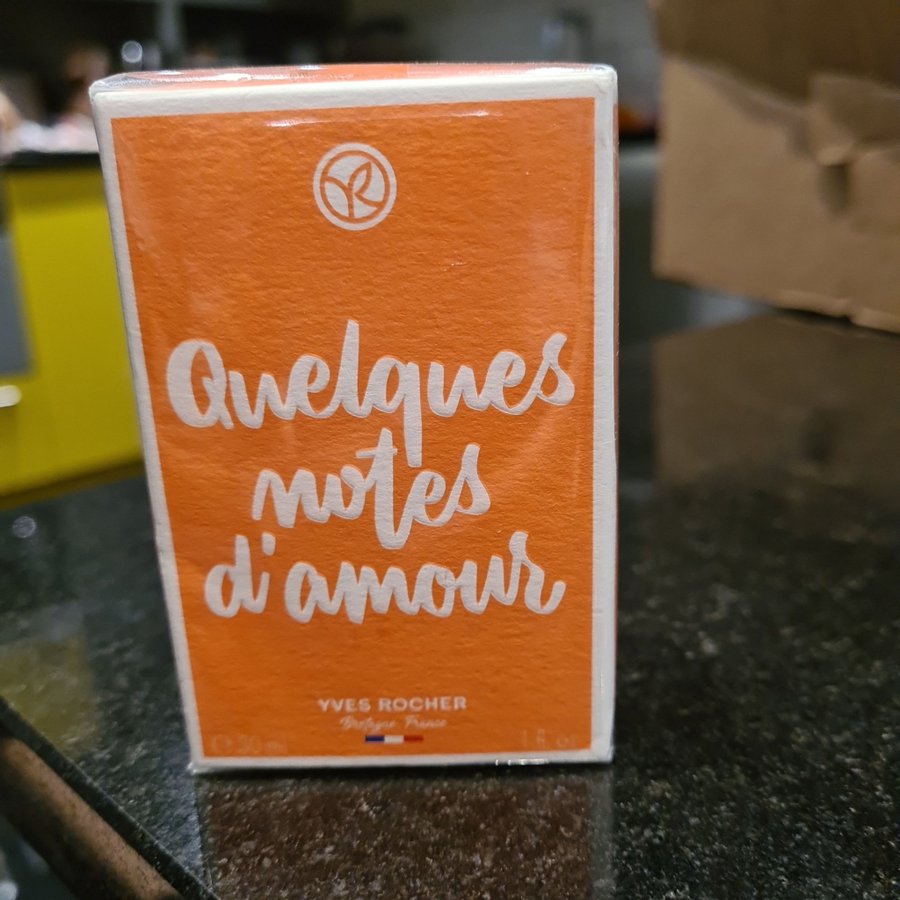 Quelques
notes
d'amour
YVES ROCHER
Bretagne France
℮ 30 ml 1 fl. oz